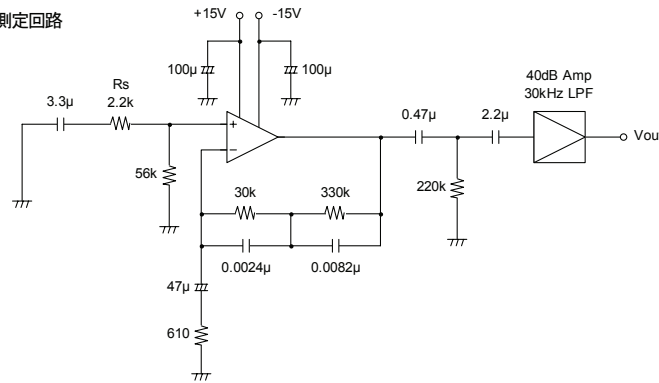 測定回路
+15V
-15V
100µ
100µ
Rs
2.2k
3.3µ
56k
+
−
30k
330k
0.0024µ
0.0082µ
47µ
610
0.47µ
2.2µ
220k
40dB Amp
30kHz LPF
Vou